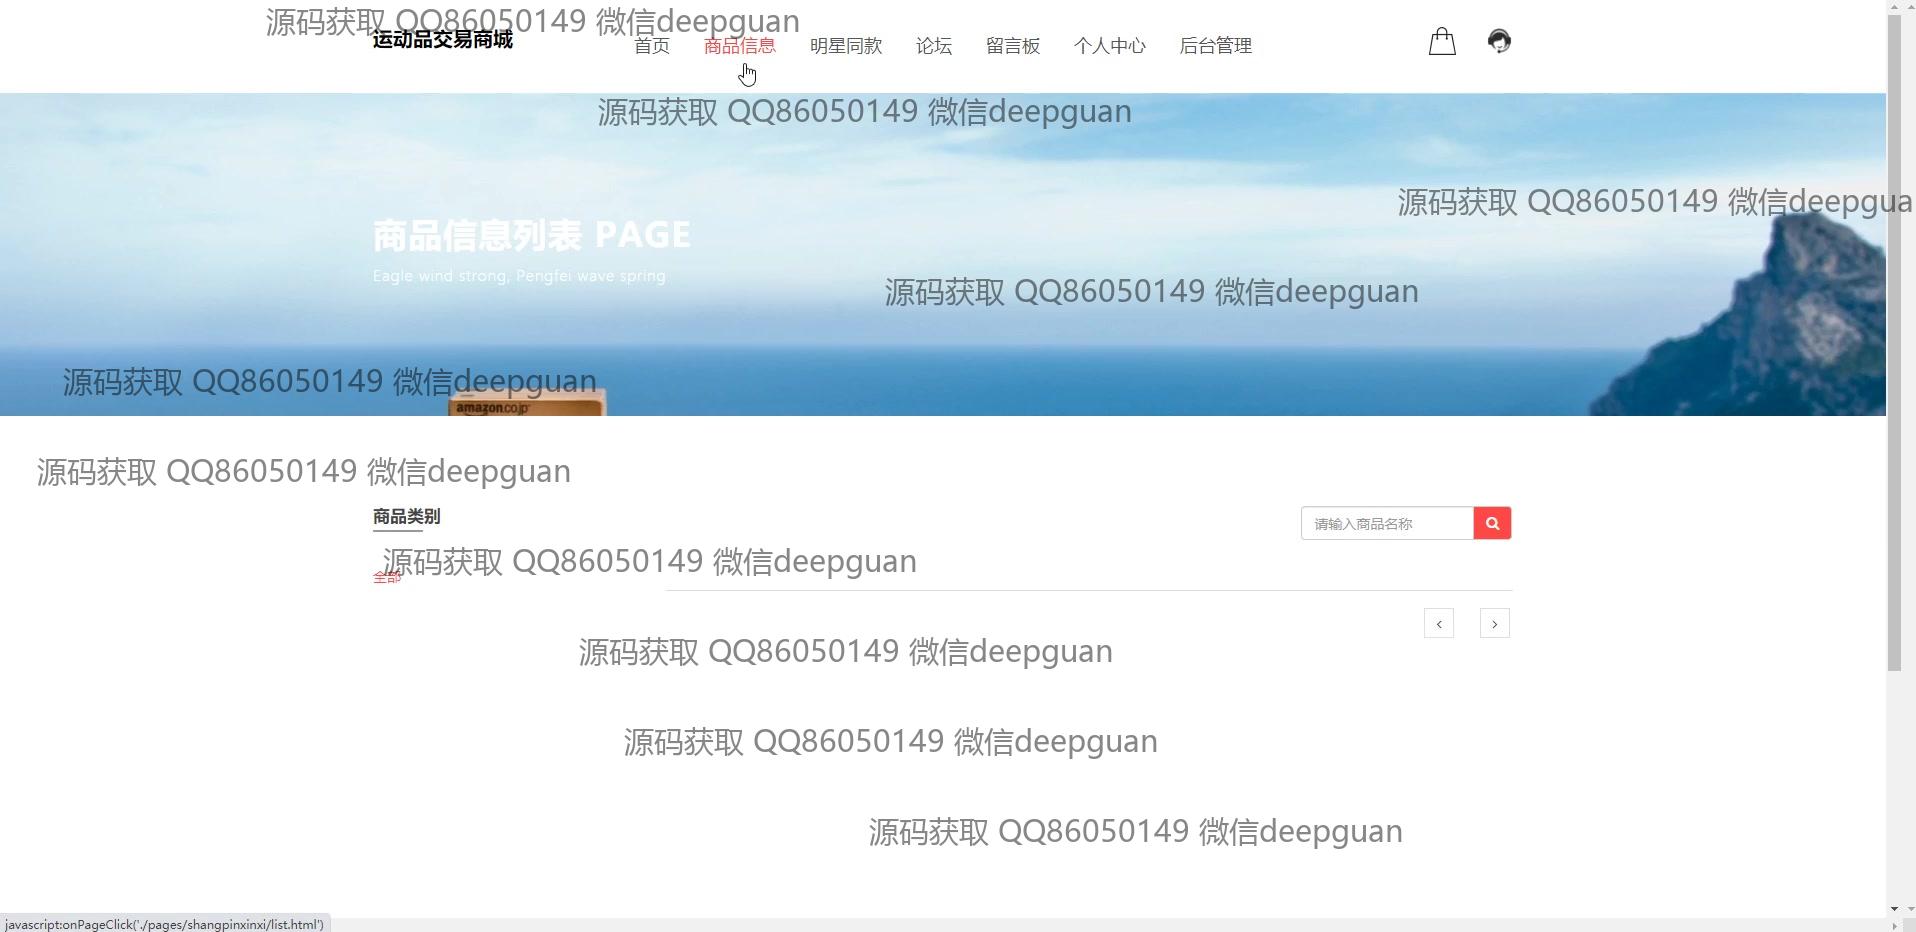 源码获取 QQ86050149 微信deepguan
运动品交易商城
首页 商品信息 明星同款 论坛 留言板 个人中心 后台管理
源码获取 QQ86050149 微信deepguan
源码获取 QQ86050149 微信deepgua
商品信息列表 PAGE
Eagle wind strong, Pengfei wave spring
源码获取 QQ86050149 微信deepguan
源码获取 QQ86050149 微信deepguan
amazon.co.jp
源码获取 QQ86050149 微信deepguan
商品类别
请输入商品名称
源码获取 QQ86050149 微信deepguan
全部
源码获取 QQ86050149 微信deepguan
源码获取 QQ86050149 微信deepguan
源码获取 QQ86050149 微信deepguan
javascript:onPageClick('./pages/shangpinxinxi/list.html')